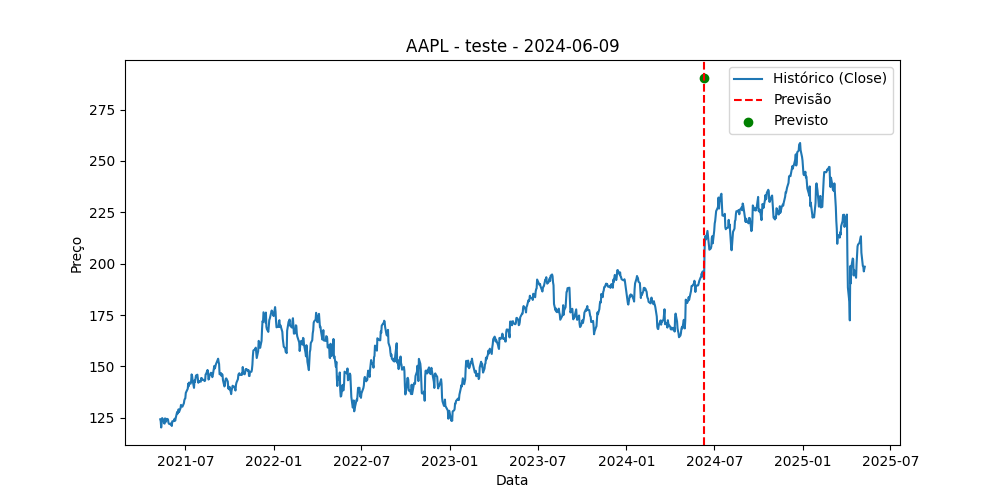 AAPL - teste - 2024-06-09
Histórico (Close)
Previsão
Previsto
275
250
225
200
175
150
125
Preço
2021-07 2022-01 2022-07 2023-01 2023-07 2024-01 2024-07 2025-01 2025-07
Data